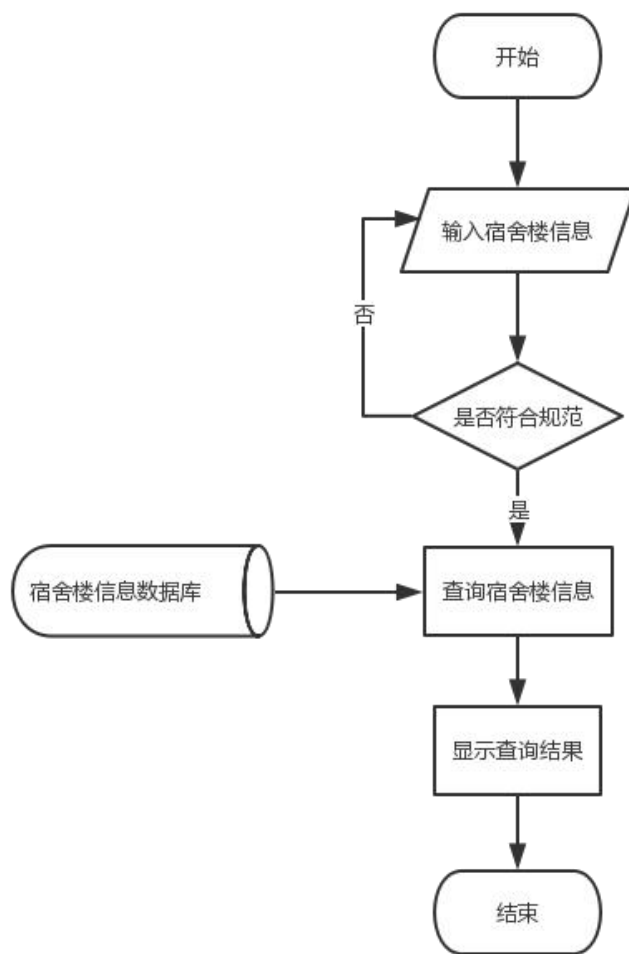 开始
输入宿舍楼信息
否
是否符合规范
是
宿舍楼信息数据库
查询宿舍楼信息
显示查询结果
结束